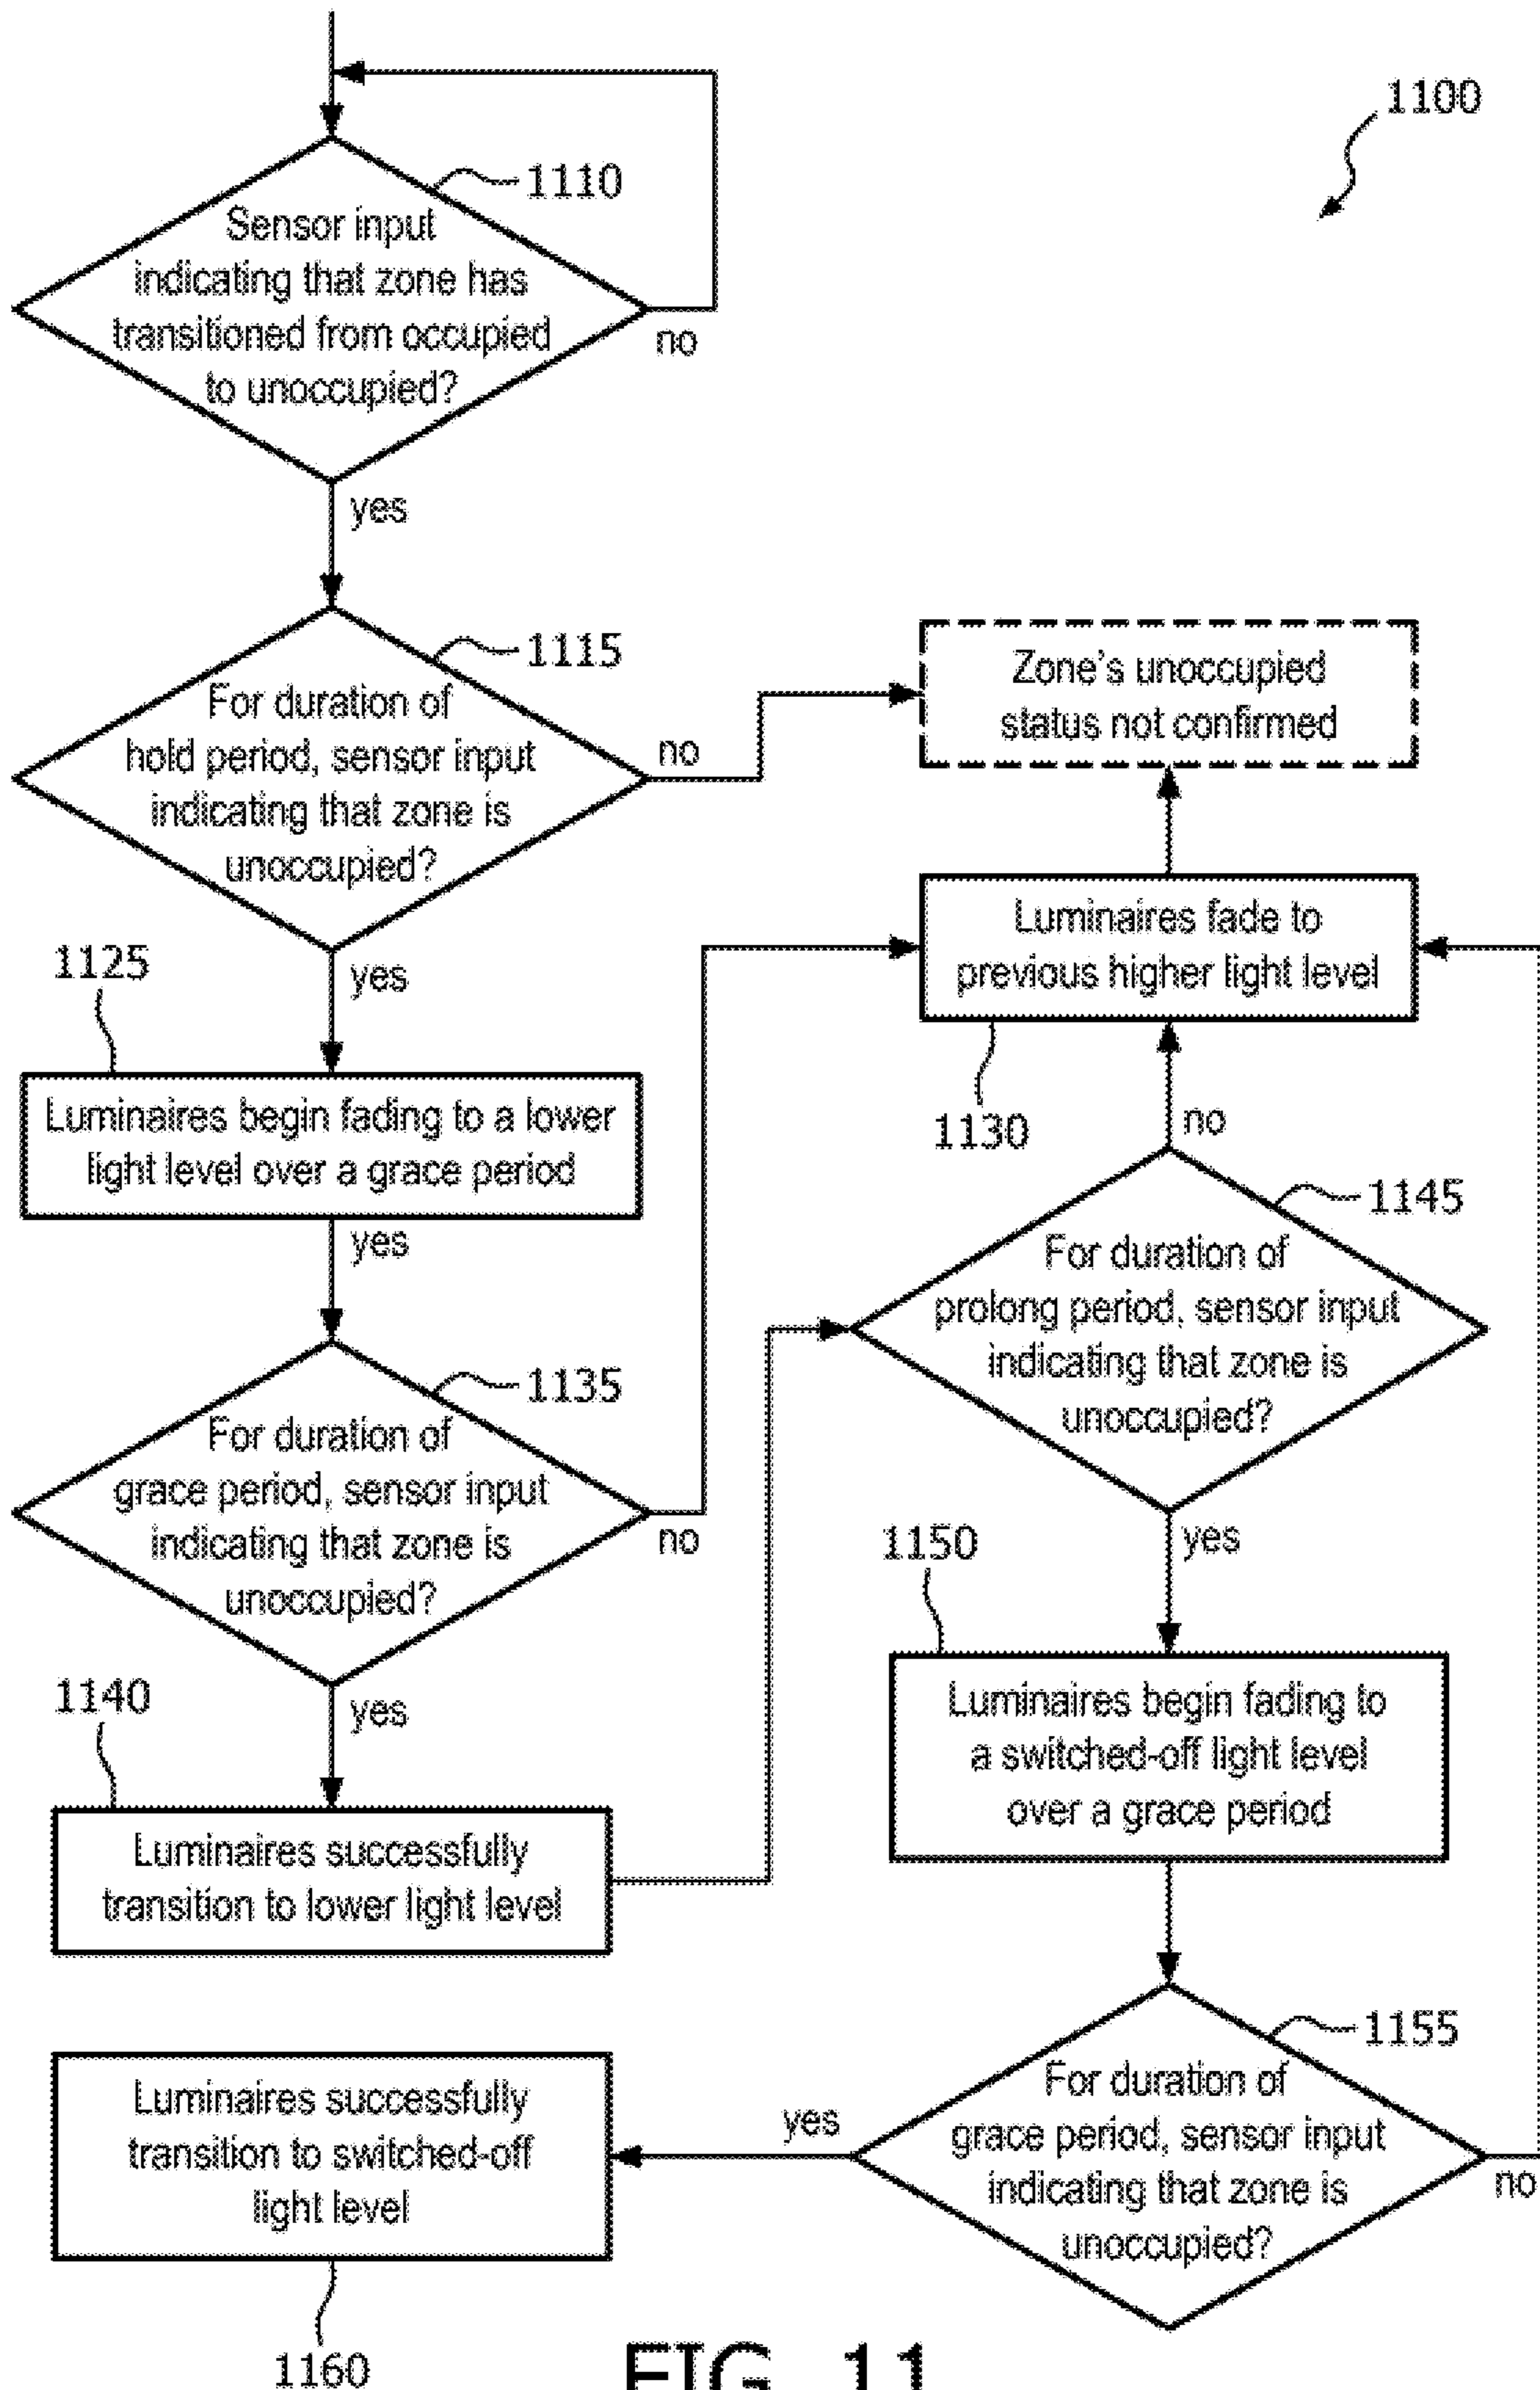 1100
1110
Sensor input
indicating that zone has
transitioned from occupied
to unoccupied?
no
yes
1115
For duration of
hold period, sensor input
indicating that zone is
unoccupied?
no
yes
Zone's unoccupied
status not confirmed
1125
Luminaires begin fading to a lower
light level over a grace period
yes
Luminaires fade to
previous higher light level
1130
no
1135
For duration of
grace period, sensor input
indicating that zone is
unoccupied?
no
yes
1145
For duration of
prolong period, sensor input
indicating that zone is
unoccupied?
yes
1140
Luminaires successfully
transition to lower light level
1150
Luminaires begin fading to
a switched-off light level
over a grace period
1155
For duration of
grace period, sensor input
indicating that zone is
unoccupied?
yes
no
Luminaires successfully
transition to switched-off
light level
1160
FIG. 11